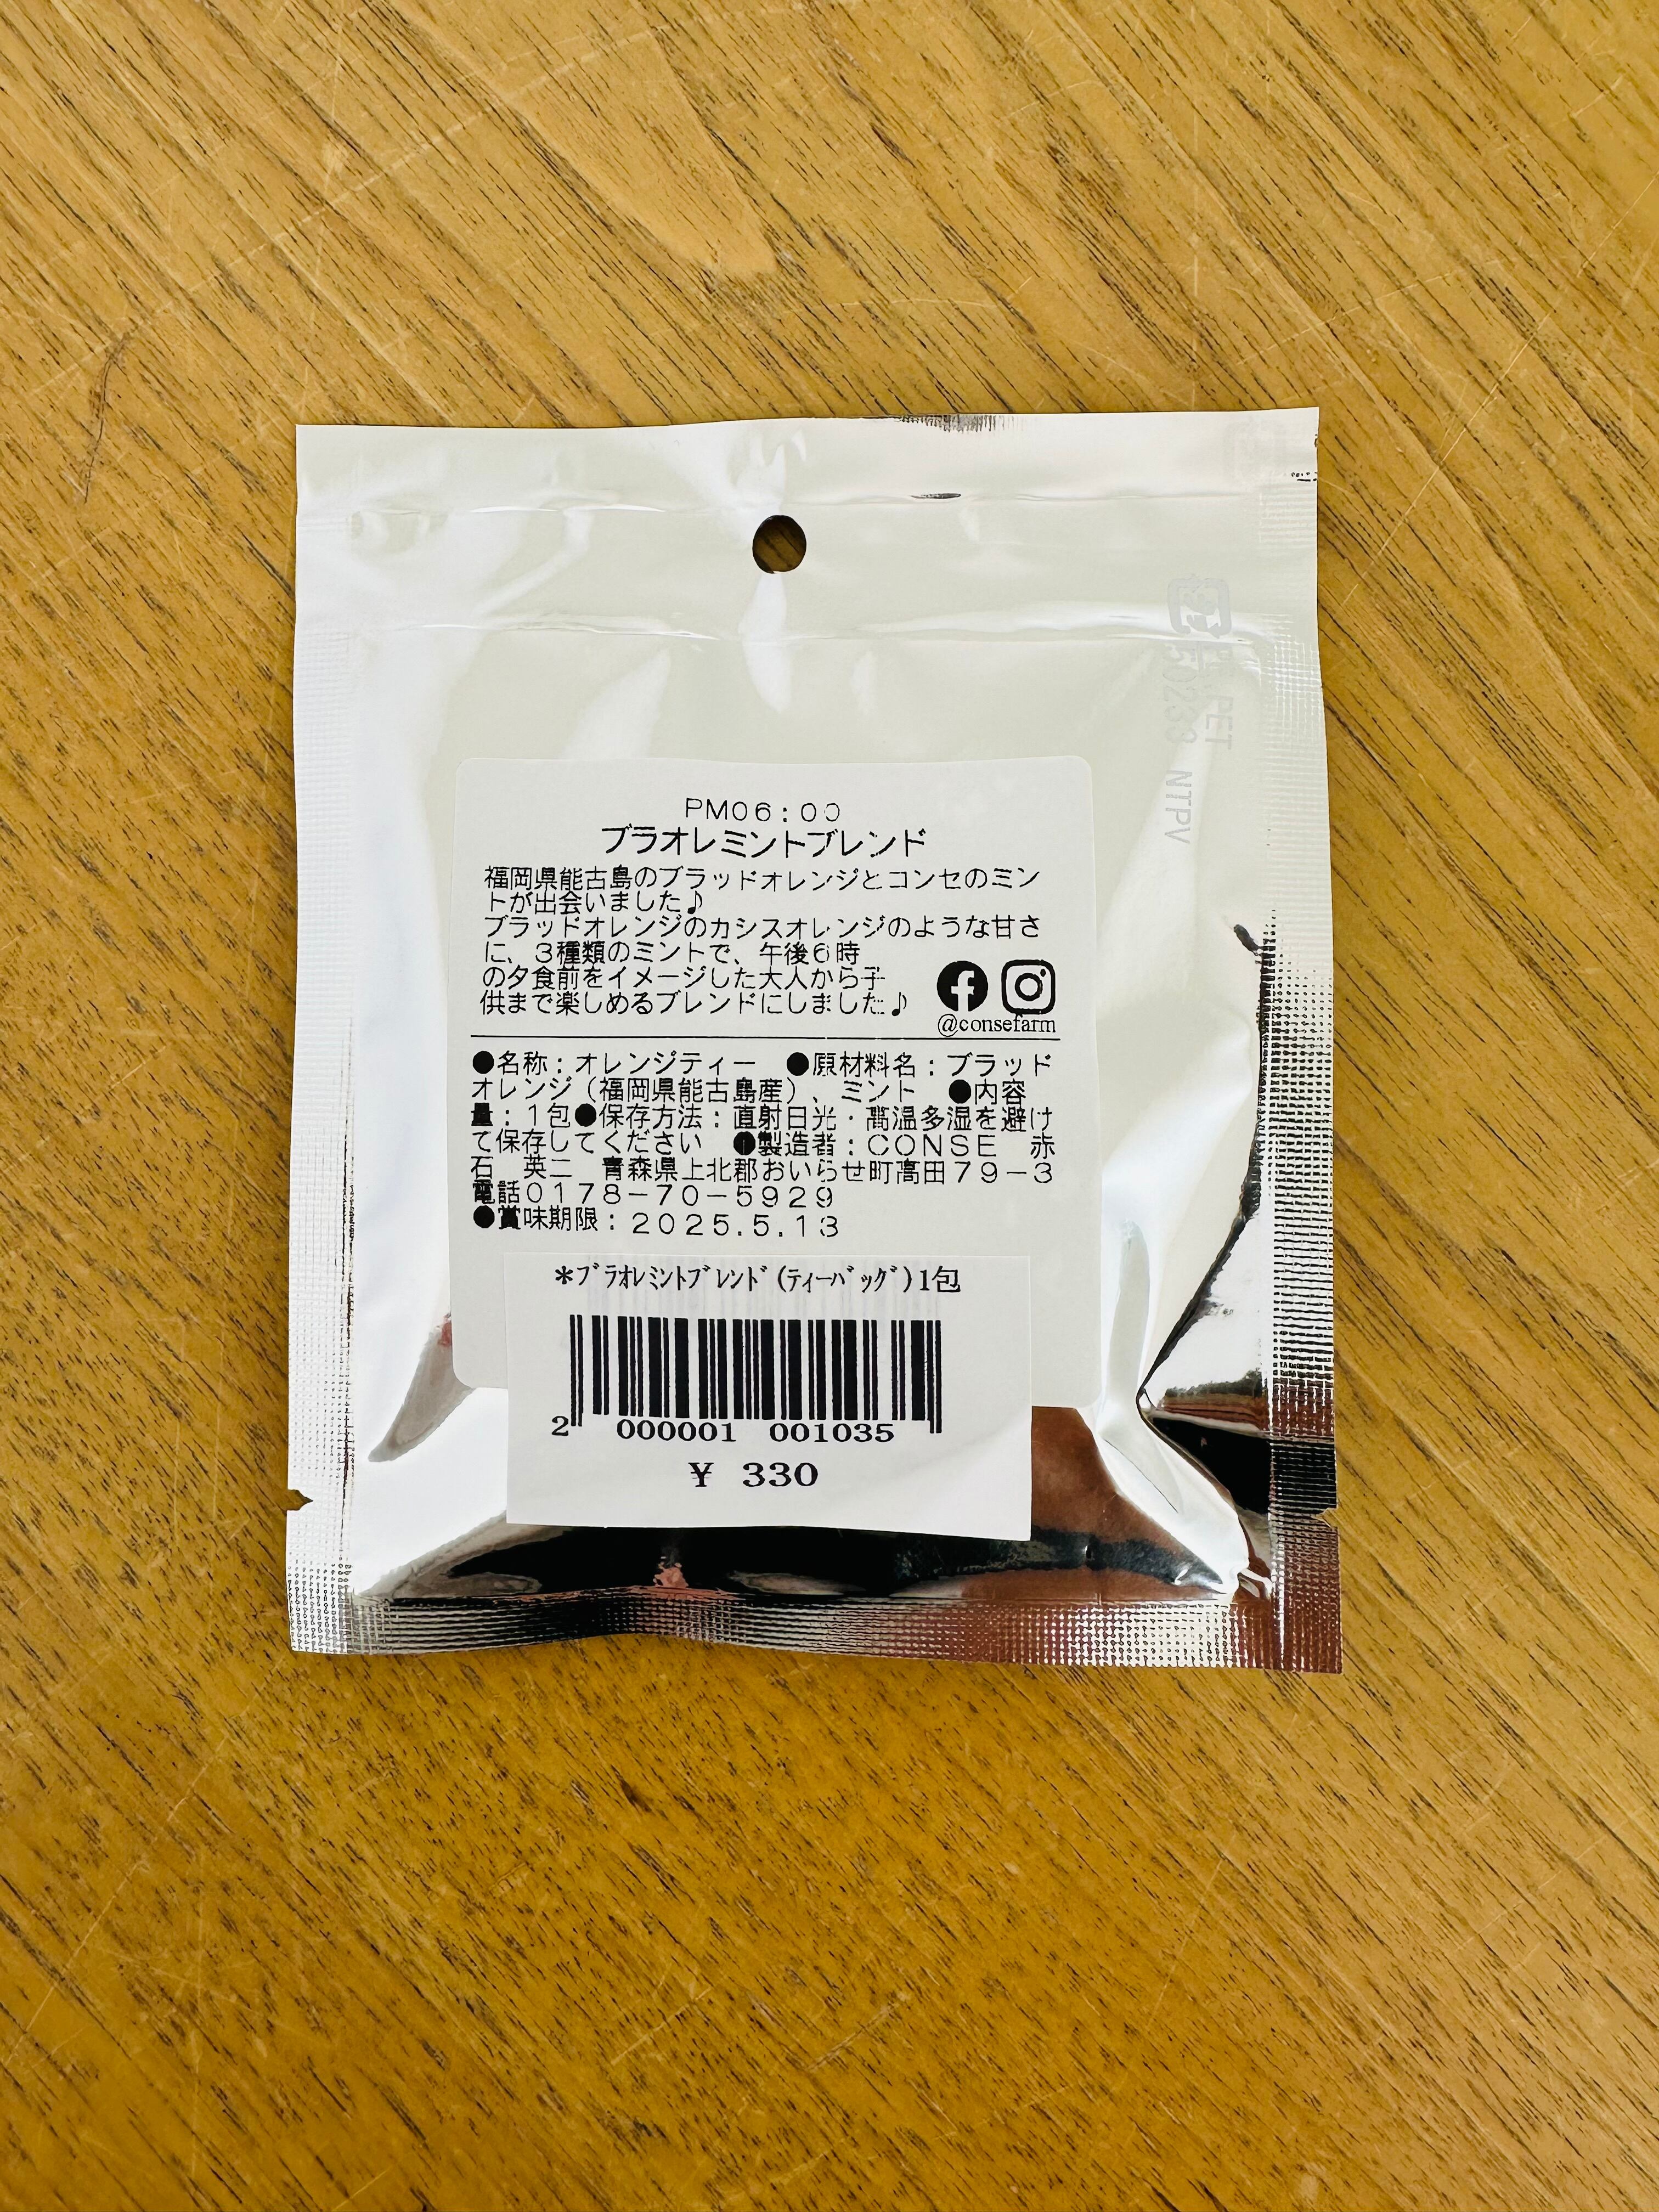 PM06:00
ブラオレミントブレンド
福岡県能古島のブラッドオレンジとコンセのミン
トが出会いました♪
ブラッドオレンジのカシスオレンジのような甘さ
に、3種類のミントで、午後6時
の夕食前をイメージした大人から子
供まで楽しめるブレンドにしました♪
@consefarm
●名称：オレンジティー　●原材料名：ブラッド
オレンジ（福岡県能古島産）、ミント　●内容
量：1包●保存方法：直射日光・高温多湿を避け
て保存してください　●製造者：CONSE　赤
石　英二　青森県上北郡おいらせ町高田79-3
電話0178-70-5929
●賞味期限：2025.5.13
*ﾌﾞﾗｵﾚﾐﾝﾄﾌﾞﾚﾝﾄﾞ(ﾃｨｰﾊﾞｯｸﾞ)1包
2 000001 001035
¥ 330
PET
NTPV